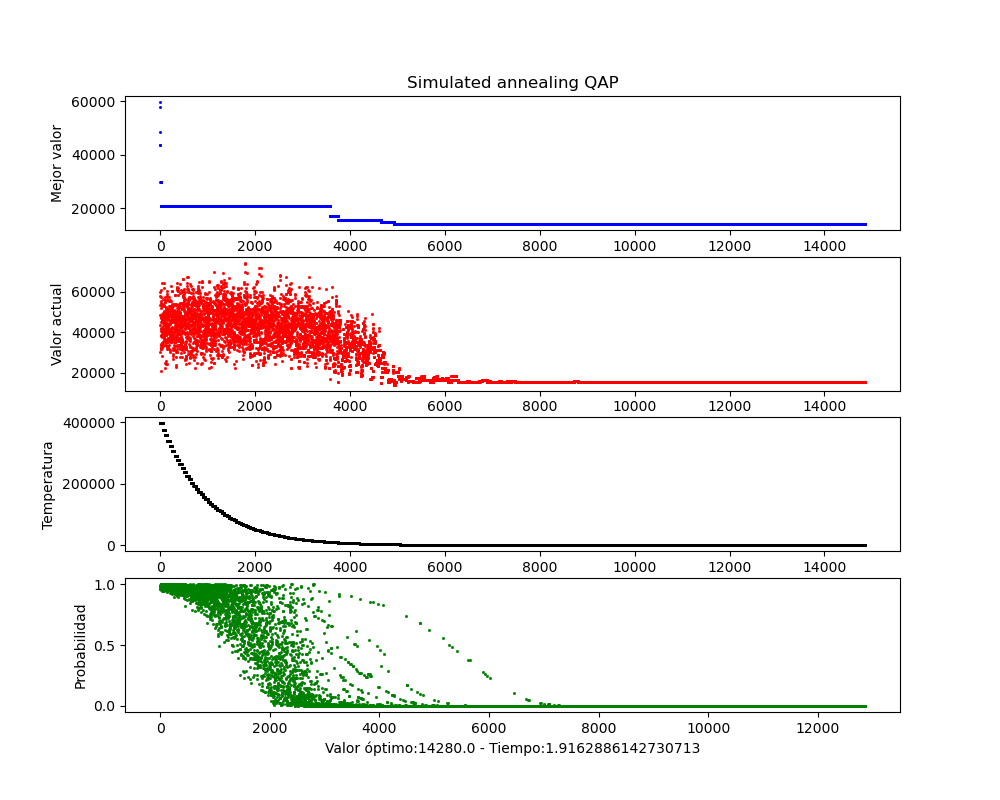 Simulated annealing QAP
Mejor valor
60000
40000
20000
0 2000 4000 6000 8000 10000 12000 14000
Valor actual
60000
40000
20000
0 2000 4000 6000 8000 10000 12000 14000
Temperatura
400000
200000
0
0 2000 4000 6000 8000 10000 12000 14000
Probabilidad
1.0
0.5
0.0
0 2000 4000 6000 8000 10000 12000
Valor óptimo:14280.0 - Tiempo:1.9162886142730713